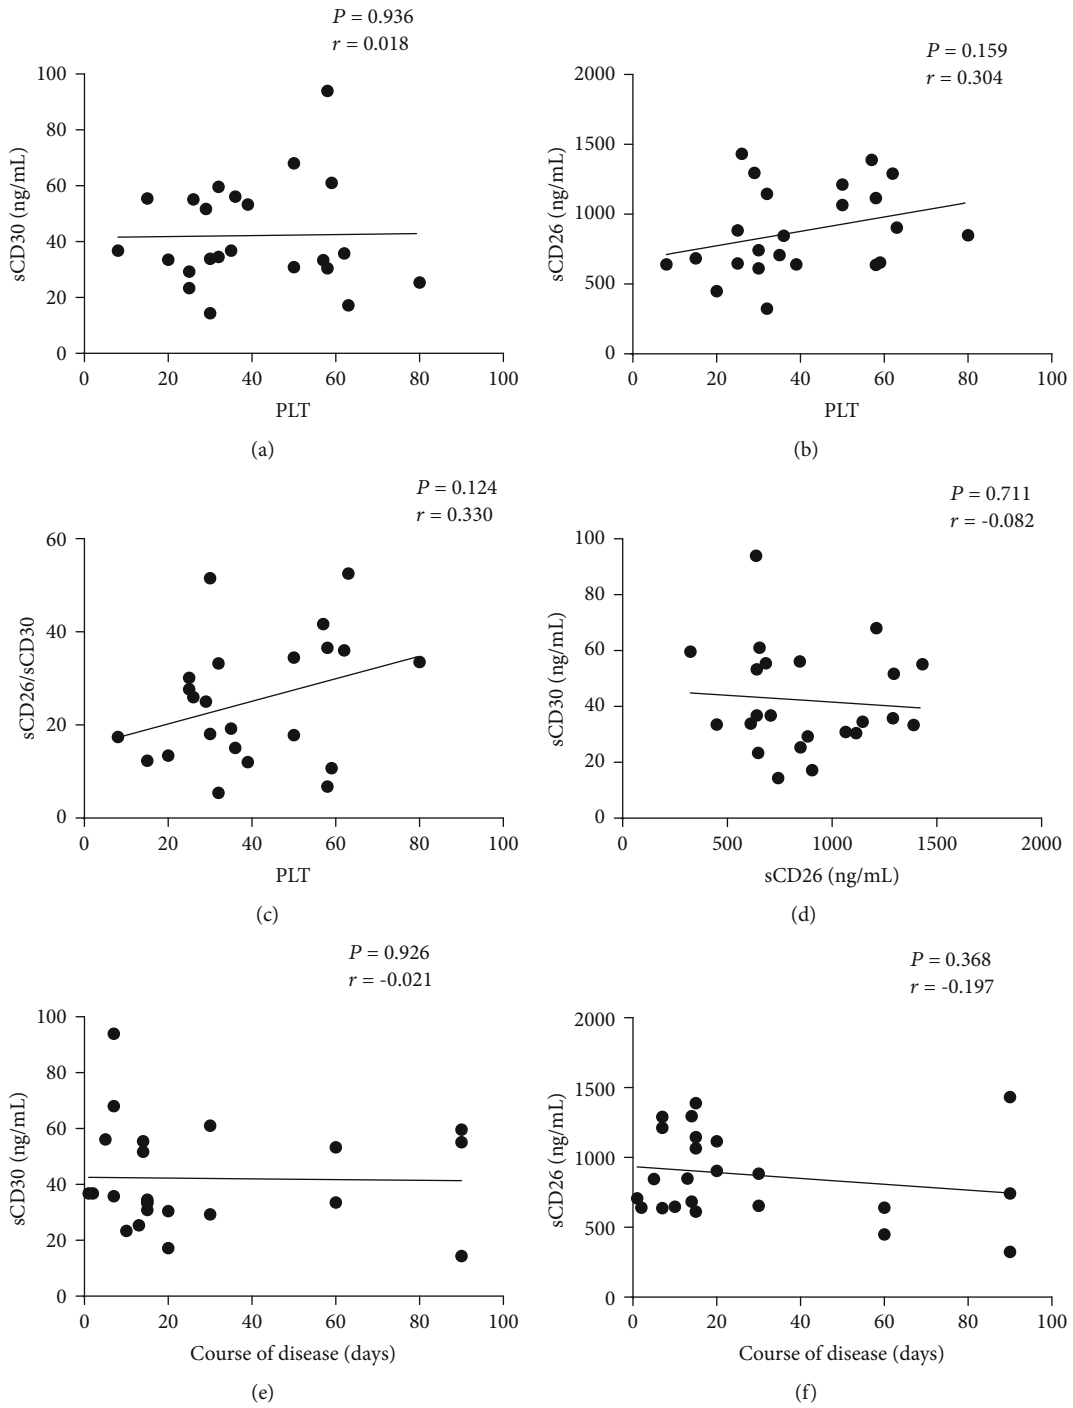 P = 0.936
r = 0.018
100
80
60
40
20
0
sCD30 (ng/mL)
0 20 40 60 80 100
PLT
(a)
P = 0.159
r = 0.304
2000
1500
1000
500
0
sCD26 (ng/mL)
0 20 40 60 80 100
PLT
(b)
P = 0.124
r = 0.330
60
40
20
0
sCD26/sCD30
0 20 40 60 80 100
PLT
(c)
P = 0.711
r = -0.082
100
80
60
40
20
0
sCD30 (ng/mL)
0 500 1000 1500 2000
sCD26 (ng/mL)
(d)
P = 0.926
r = -0.021
100
80
60
40
20
0
sCD30 (ng/mL)
0 20 40 60 80 100
Course of disease (days)
(e)
P = 0.368
r = -0.197
2000
1500
1000
500
0
sCD26 (ng/mL)
0 20 40 60 80 100
Course of disease (days)
(f)